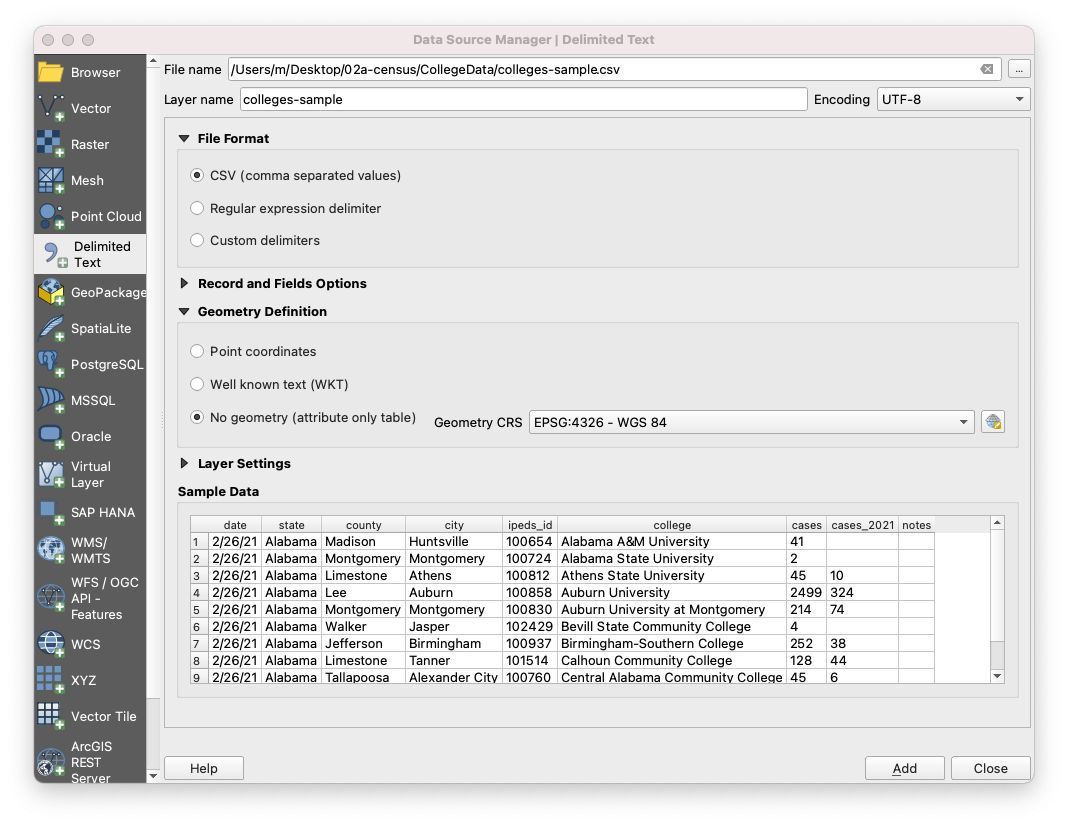 Data Source Manager | Delimited Text
Browser
Vector
Raster
Mesh
Point Cloud
Delimited
Text
GeoPackage
SpatiaLite
PostgreSQL
MSSQL
Oracle
Virtual
Layer
SAP HANA
WMS/
WMTS
WFS / OGC
API -
Features
WCS
XYZ
Vector Tile
ArcGIS
REST
Server
File name /Users/m/Desktop/02a-census/CollegeData/colleges-sample.csv ...
Layer name colleges-sample Encoding UTF-8
File Format
CSV (comma separated values)
Regular expression delimiter
Custom delimiters
Record and Fields Options
Geometry Definition
Point coordinates
Well known text (WKT)
No geometry (attribute only table) Geometry CRS EPSG:4326 - WGS 84
Layer Settings
Sample Data
date state county city ipeds_id college cases cases_2021 notes
1 2/26/21 Alabama Madison Huntsville 100654 Alabama A&M University 41
2 2/26/21 Alabama Montgomery Montgomery 100724 Alabama State University 2
3 2/26/21 Alabama Limestone Athens 100812 Athens State University 45 10
4 2/26/21 Alabama Lee Auburn 100858 Auburn University 2499 324
5 2/26/21 Alabama Montgomery Montgomery 100830 Auburn University at Montgomery 214 74
6 2/26/21 Alabama Walker Jasper 102429 Bevill State Community College 4
7 2/26/21 Alabama Jefferson Birmingham 100937 Birmingham-Southern College 252 38
8 2/26/21 Alabama Limestone Tanner 101514 Calhoun Community College 128 44
9 2/26/21 Alabama Tallapoosa Alexander City 100760 Central Alabama Community College 45 6
Help Add Close